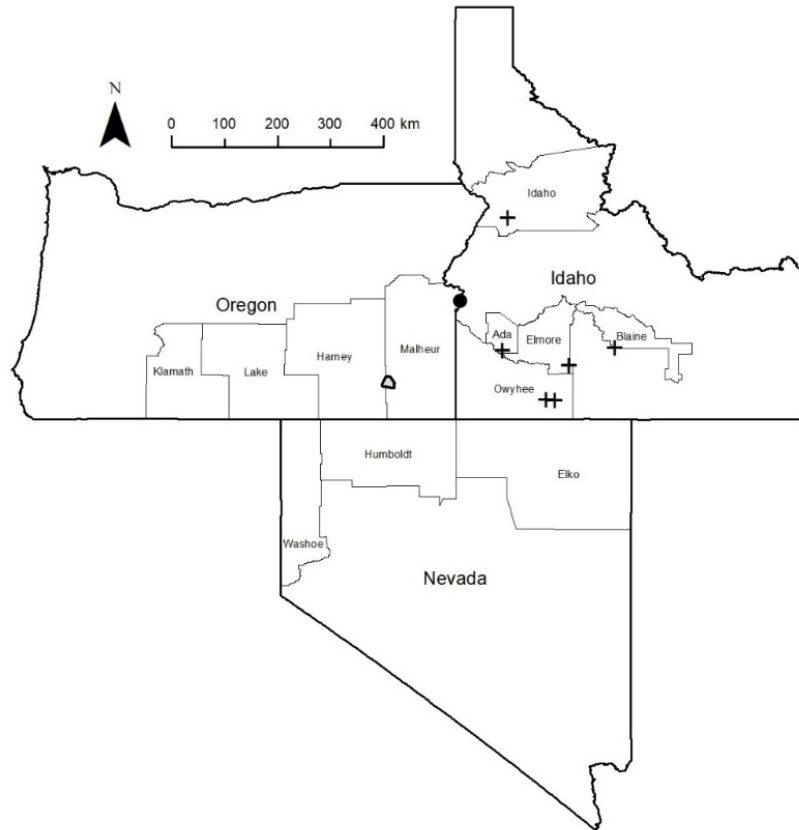 N
0 100 200 300 400 km
Idaho
Idaho
Oregon
Ada
Elmore
Blaine
Harney
Malheur
Klamath
Lake
Owyhee
Humboldt
Elko
Washoe
Nevada